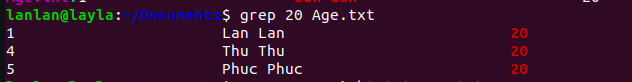 lanlan@layla:~/Documents$ grep 20 Age.txt
1 Lan Lan 20
4 Thu Thu 20
5 Phuc Phuc 20